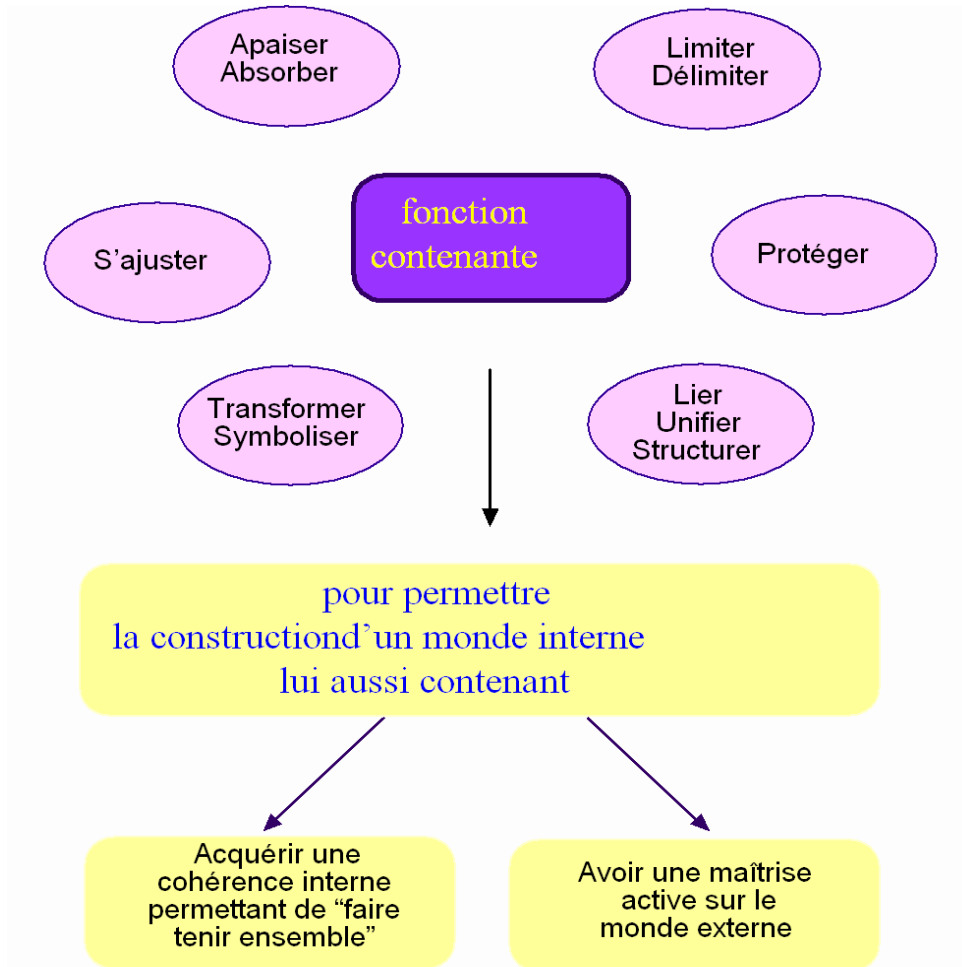 Apaiser
Absorber
Limiter
Délimiter
fonction
contenante
S’ajuster
Protéger
Transformer
Symboliser
Lier
Unifier
Structurer
pour permettre
la constructiond’un monde interne
lui aussi contenant
Acquérir une
cohérence interne
permettant de “faire
tenir ensemble”
Avoir une maîtrise
active sur le
monde externe